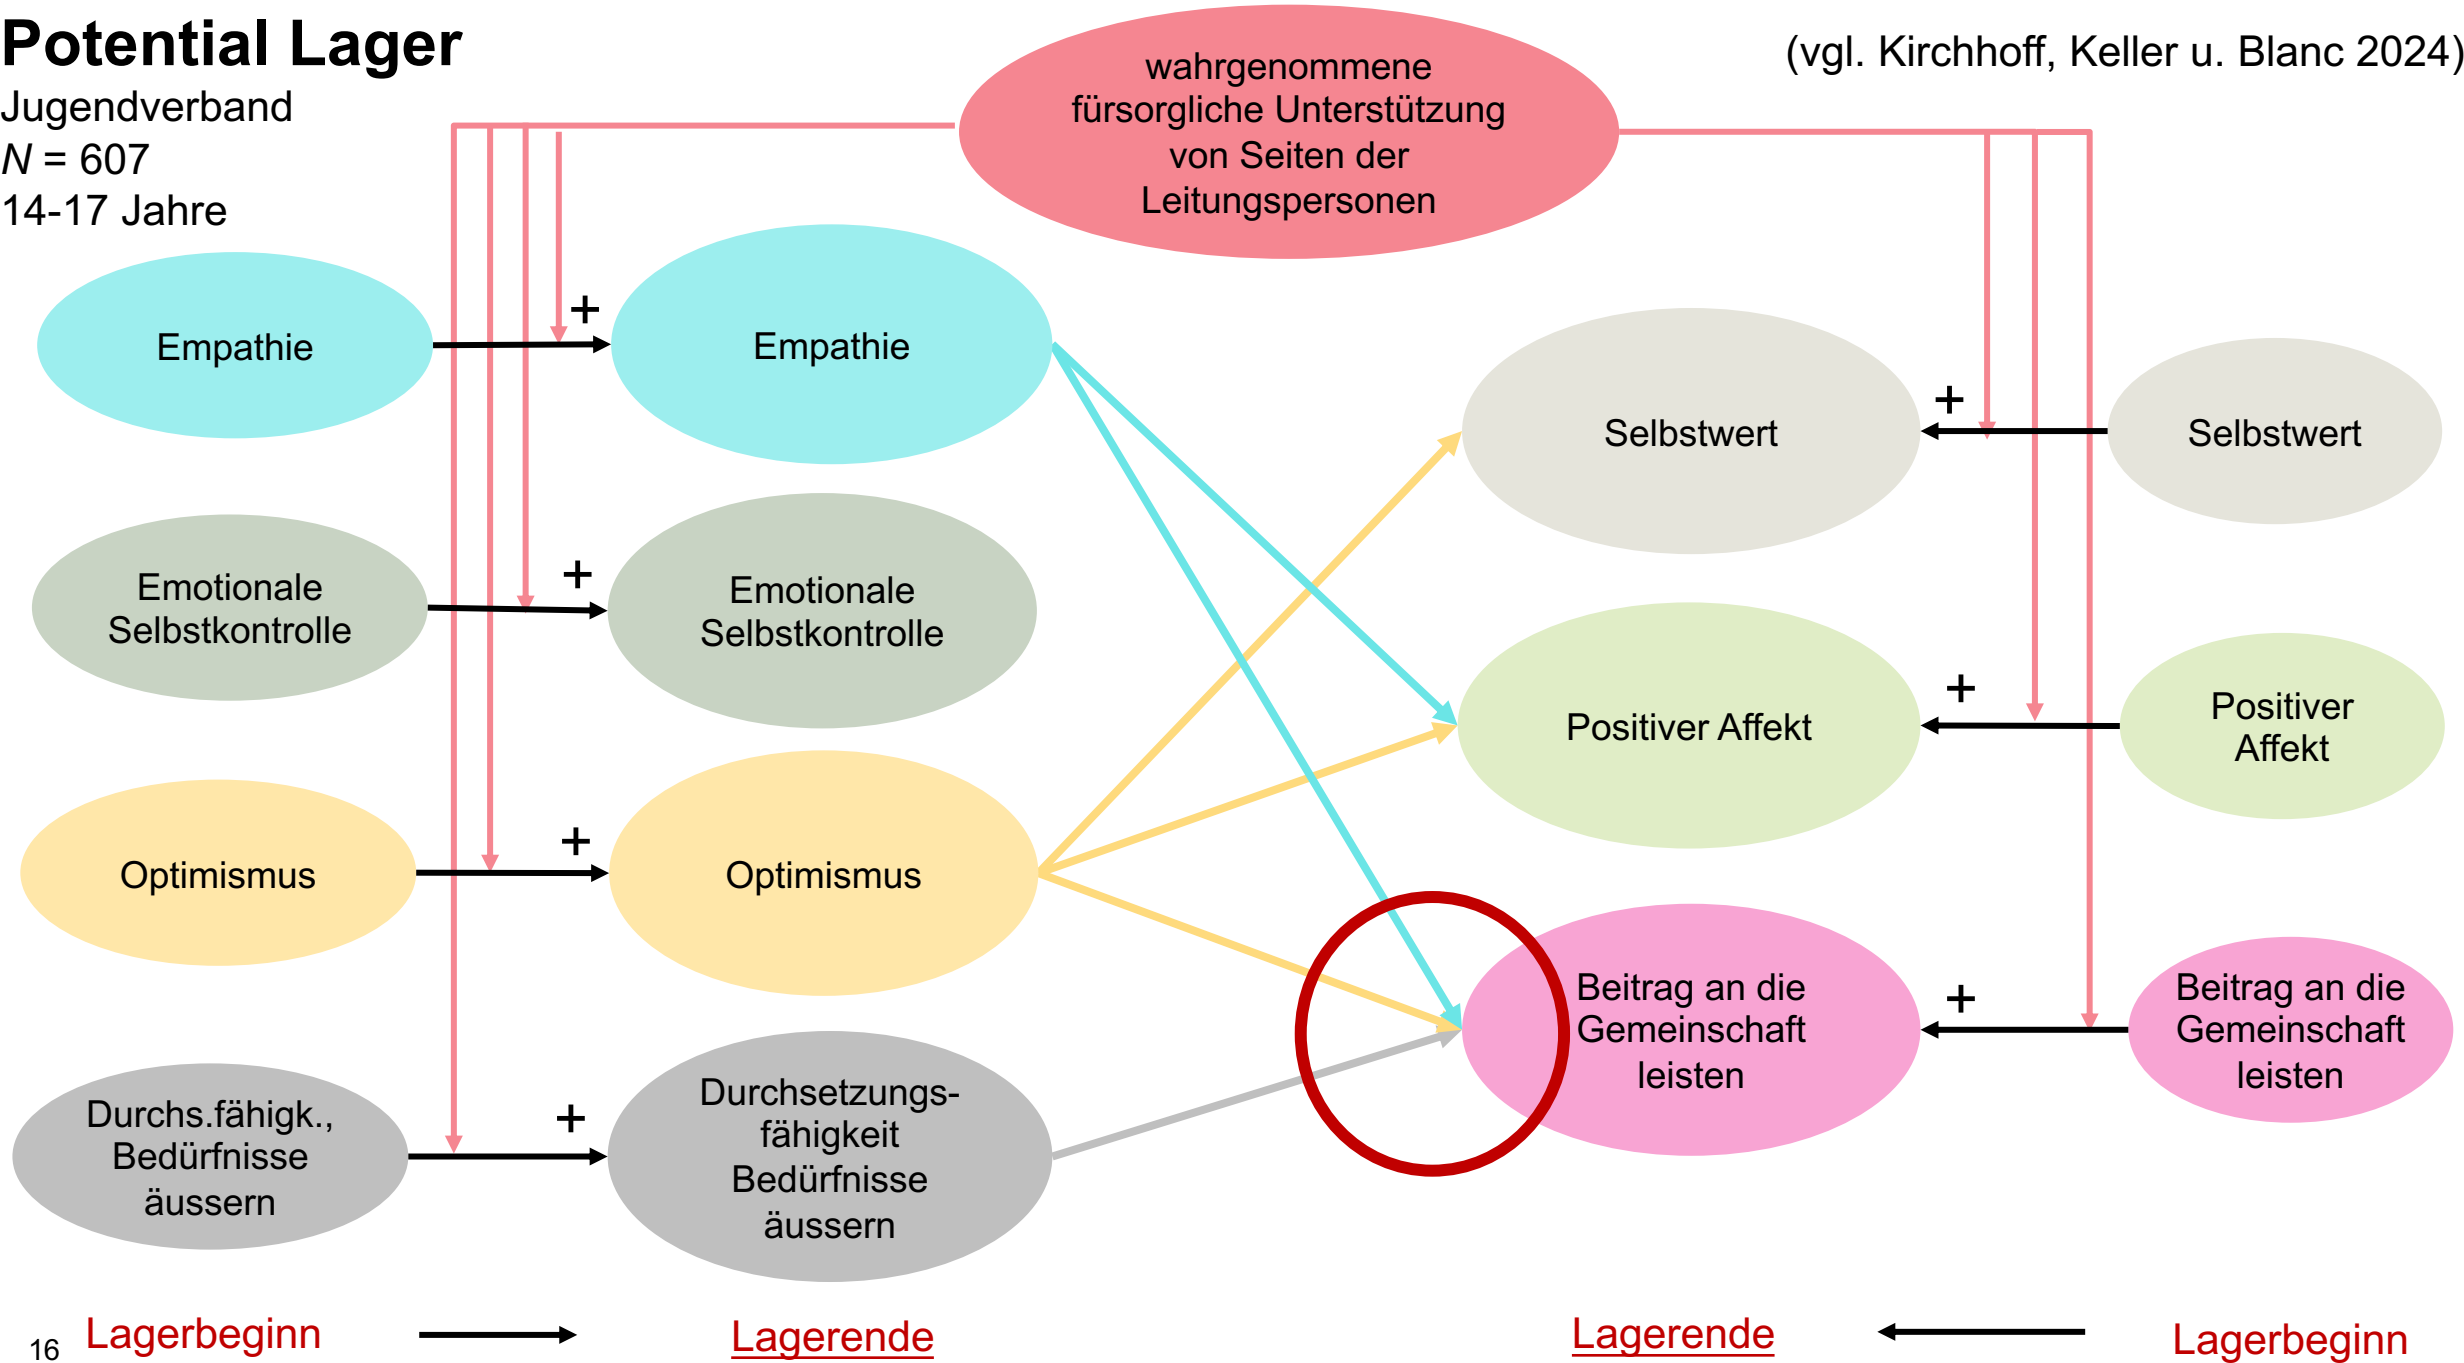 Potential Lager
Jugendverband
N = 607
14-17 Jahre
wahrgenommene
fürsorgliche Unterstützung
von Seiten der
Leitungspersonen
(vgl. Kirchhoff, Keller u. Blanc 2024)
Empathie
+
Empathie
Selbstwert
+
Selbstwert
Emotionale
Selbstkontrolle
+
Emotionale
Selbstkontrolle
Positiver Affekt
+
Positiver
Affekt
Optimismus
+
Optimismus
Beitrag an die
Gemeinschaft
leisten
+
Beitrag an die
Gemeinschaft
leisten
Durchs.fähigk.,
Bedürfnisse
äussern
+
Durchsetzungs-
fähigkeit
Bedürfnisse
äussern
16
Lagerbeginn
Lagerende
Lagerende
Lagerbeginn